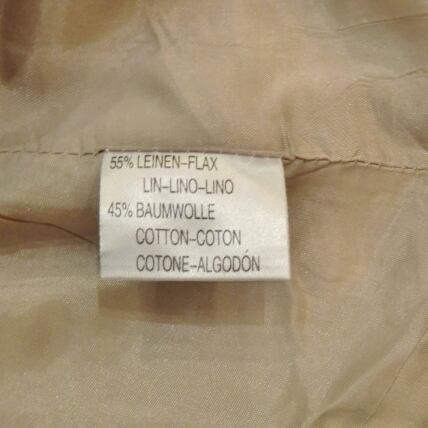 55% LEINEN-FLAX
LIN-LINO-LINO
45% BAUMWOLLE
COTTON-COTON
COTONE-ALGODÓN